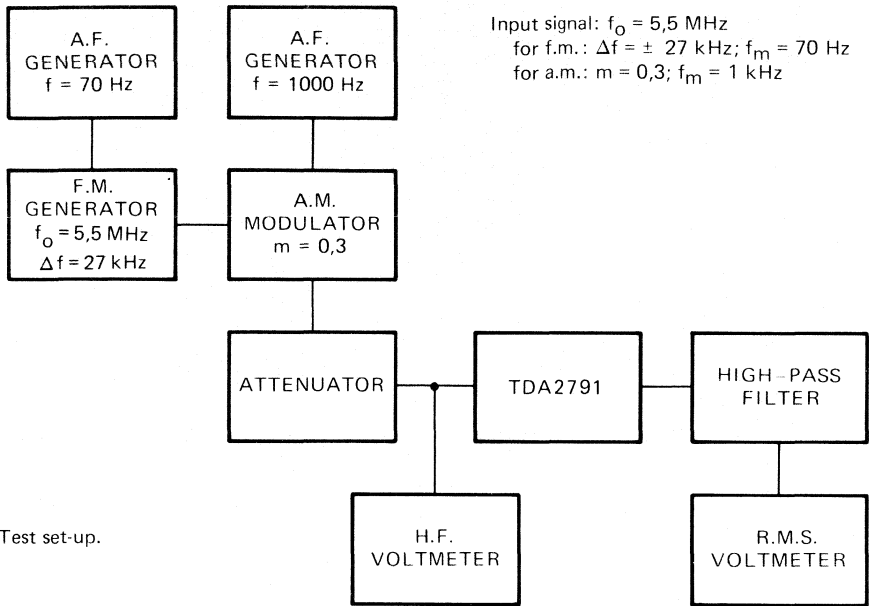 A.F.
GENERATOR
f = 70 Hz
A.F.
GENERATOR
f = 1000 Hz
Input signal: fo = 5,5 MHz
for f.m.: Δf = ± 27 kHz; fm = 70 Hz
for a.m.: m = 0,3; fm = 1 kHz
F.M.
GENERATOR
fo = 5,5 MHz
Δf = 27 kHz
A.M.
MODULATOR
m = 0,3
ATTENUATOR
TDA2791
HIGH-PASS
FILTER
Test set-up.
H.F.
VOLTMETER
R.M.S.
VOLTMETER